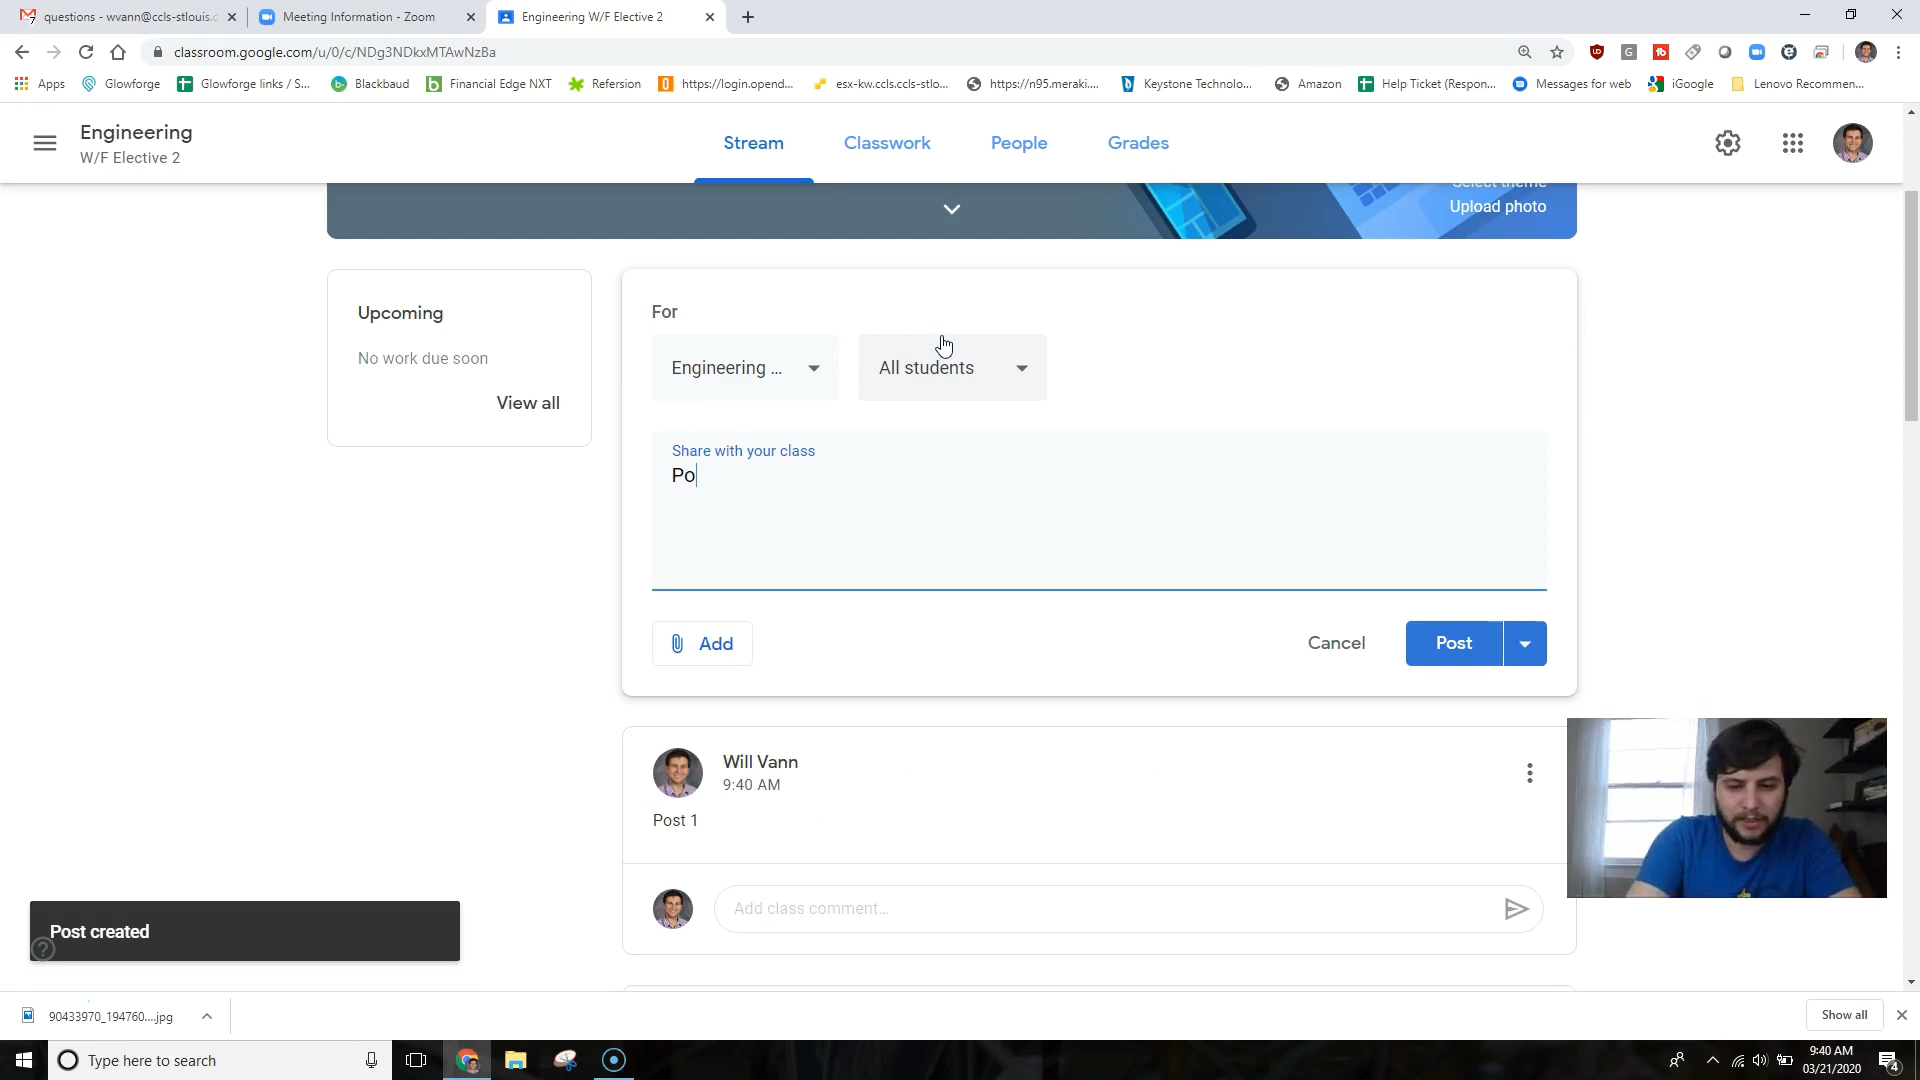 questions - wvann@ccls-stlouis.o
Meeting Information - Zoom
Engineering W/F Elective 2
classroom.google.com/u/0/c/NDg3NDkxMTAwNzBa
Apps
Glowforge
Glowforge links / S...
Blackbaud
Financial Edge NXT
Refersion
https://login.opend...
esx-kw.ccls.ccls-stlo...
https://n95.meraki....
Keystone Technolo...
Amazon
Help Ticket (Respon...
Messages for web
iGoogle
Lenovo Recommen...
Engineering
W/F Elective 2
Stream
Classwork
People
Grades
Select theme
Upload photo
Upcoming
No work due soon
View all
For
Engineering ...
All students
Share with your class
Po
Add
Cancel
Post
Will Vann
9:40 AM
Post 1
Add class comment...
Post created
90433970_194760....jpg
Show all
Type here to search
9:40 AM
03/21/2020
4